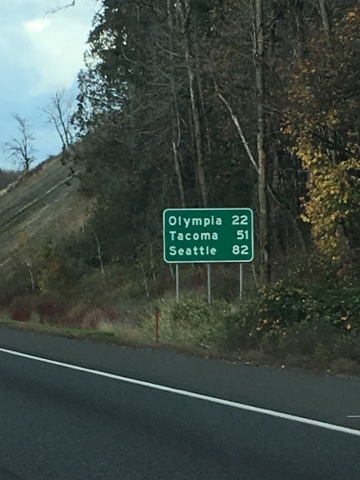 Olympia 22
Tacoma 51
Seattle 82